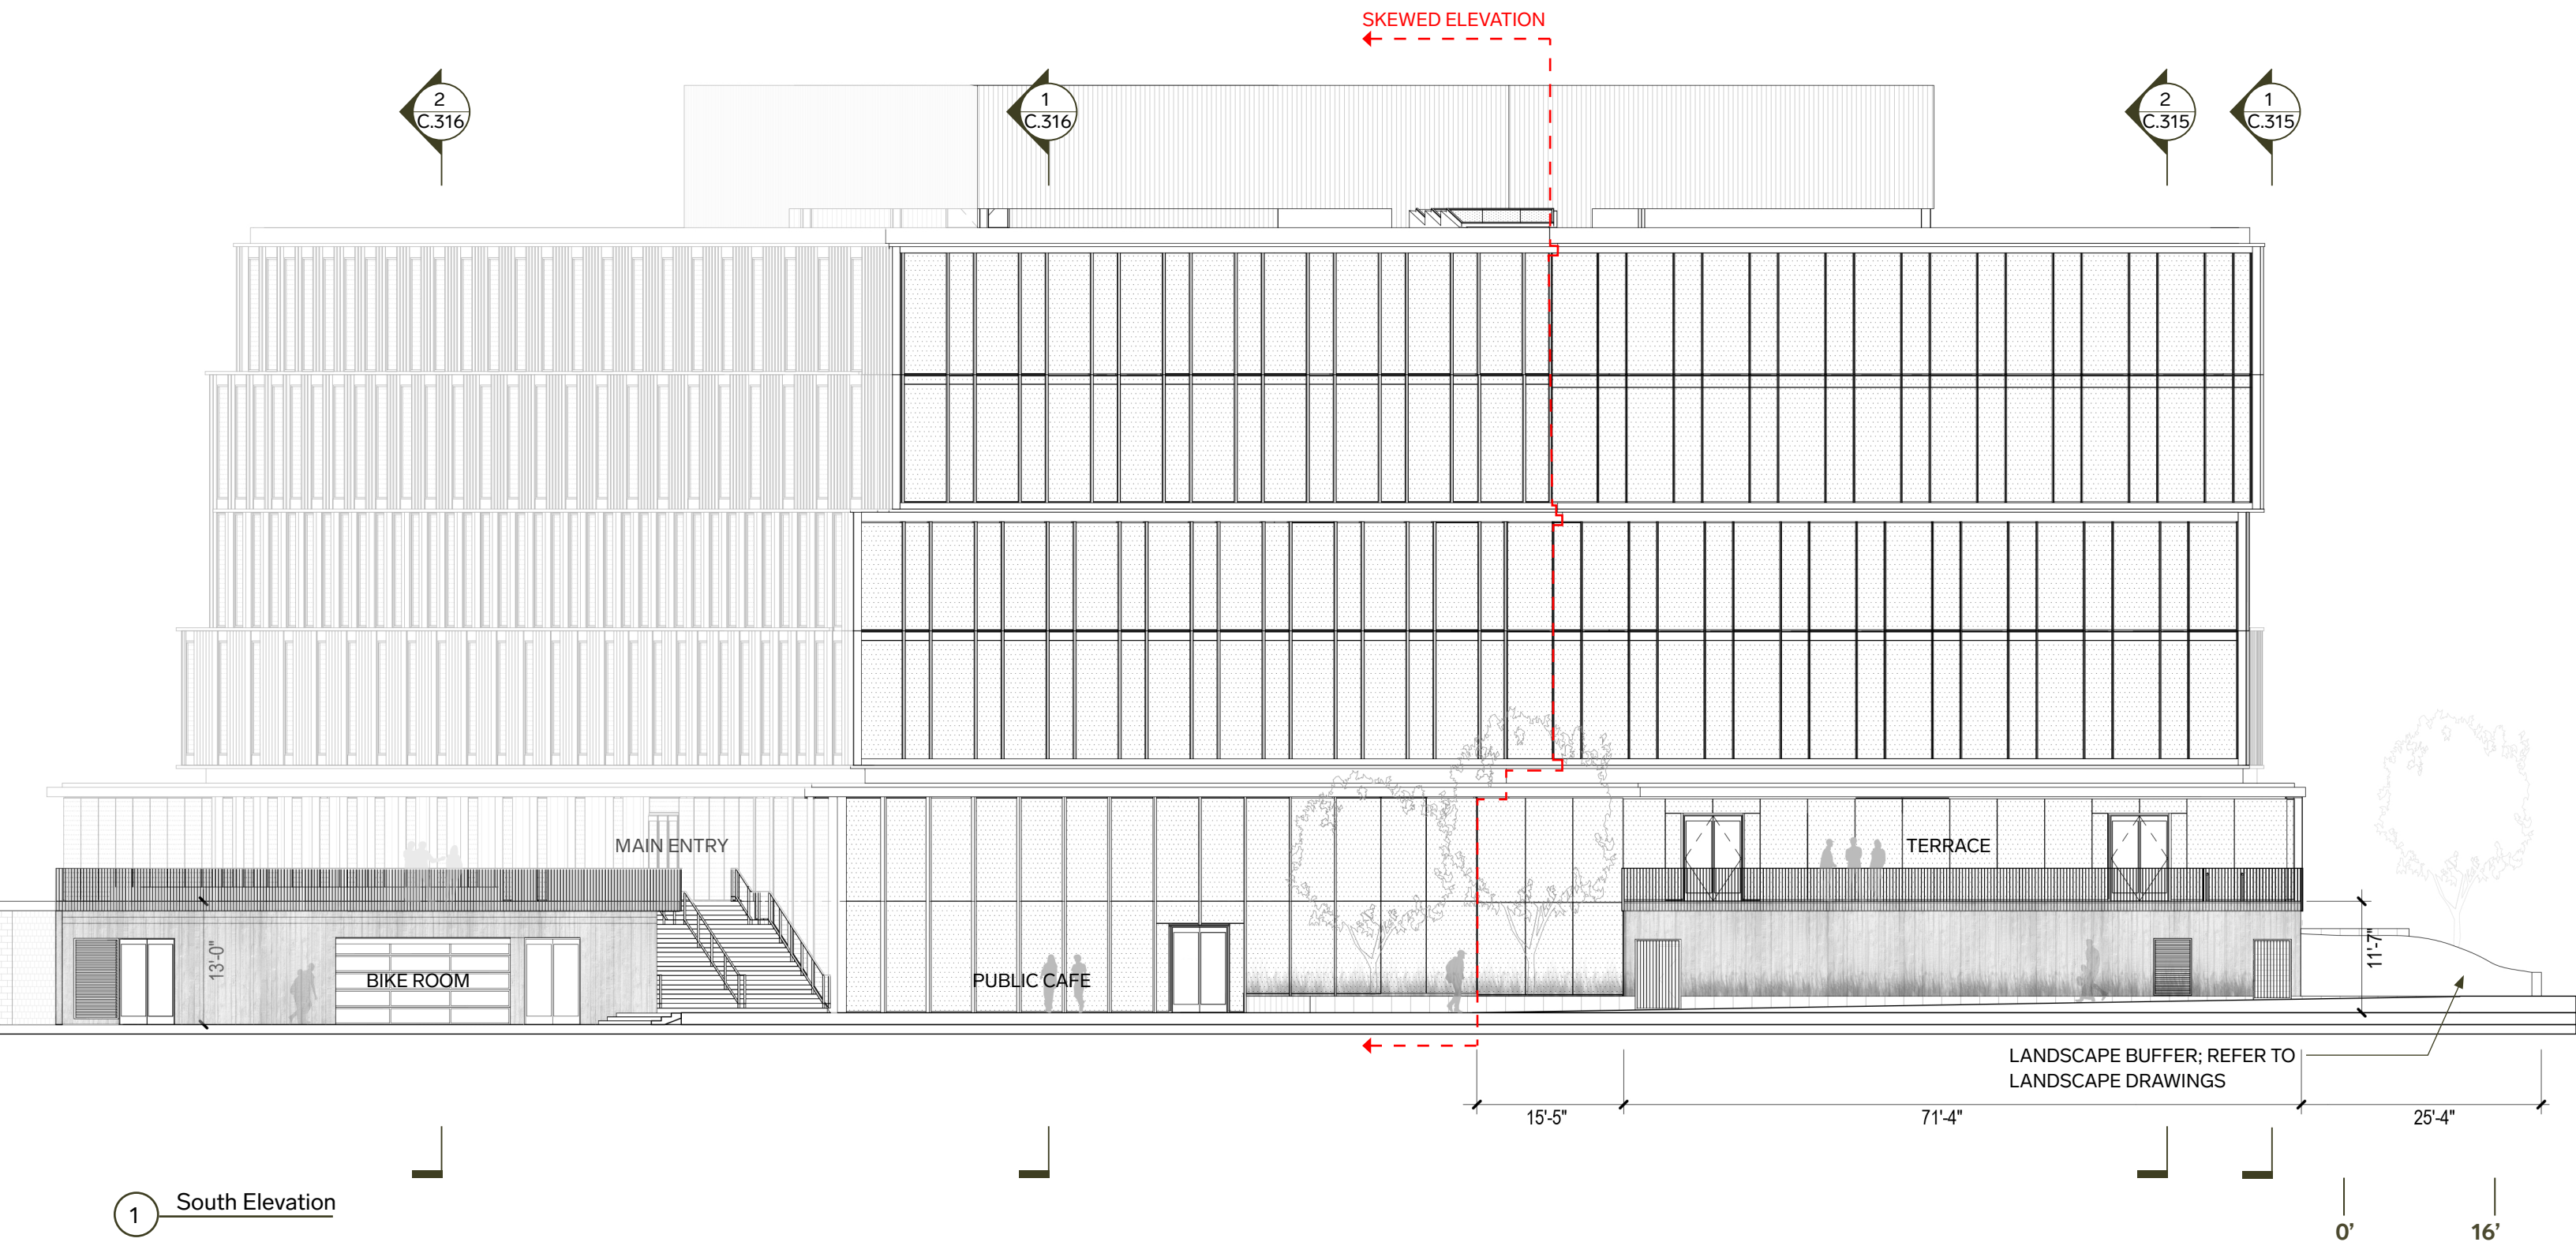 SKEWED ELEVATION
2
C.316
1
C.316
2
C.315
1
C.315
MAIN ENTRY
TERRACE
13'-0"
BIKE ROOM
PUBLIC CAFE
11'-7"
LANDSCAPE BUFFER; REFER TO
LANDSCAPE DRAWINGS
15'-5"
71'-4"
25'-4"
1
South Elevation
0’
16’